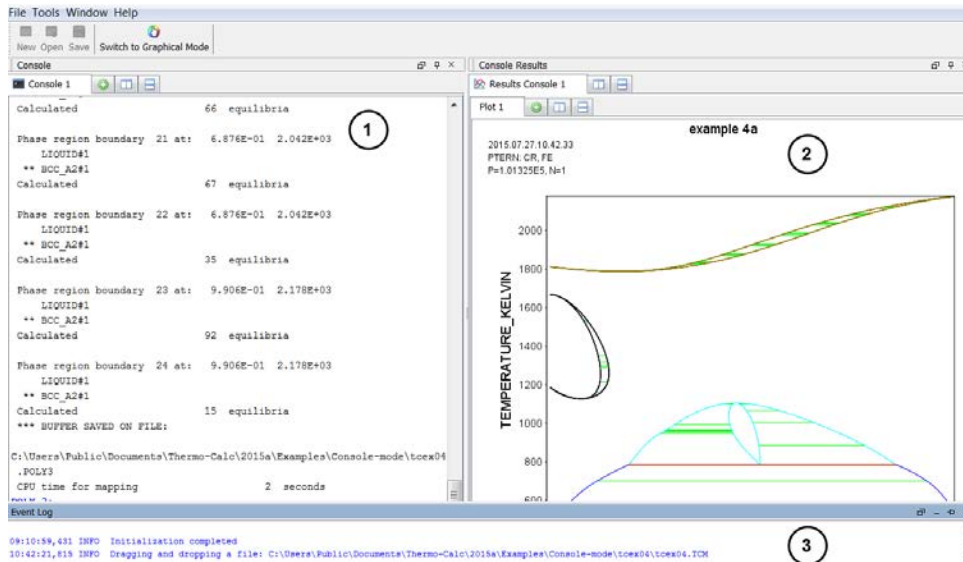 File Tools Window Help
New Open Save Switch to Graphical Mode
Console
Console 1
Calculated 66 equilibria
Phase region boundary 21 at: 6.876E-01 2.042E+03
LIQUID#1
** BCC_A2#1
Calculated 67 equilibria
Phase region boundary 22 at: 6.876E-01 2.042E+03
LIQUID#1
** BCC_A2#1
Calculated 35 equilibria
Phase region boundary 23 at: 9.906E-01 2.178E+03
LIQUID#1
** BCC_A2#1
Calculated 92 equilibria
Phase region boundary 24 at: 9.906E-01 2.178E+03
LIQUID#1
** BCC_A2#1
Calculated 15 equilibria
*** BUFFER SAVED ON FILE:
C:\Users\Public\Documents\Thermo-Calc\2015a\Examples\Console-mode\tcex04
.POLY3
CPU time for mapping 2 seconds
1
Console Results
Results Console 1
Plot 1
example 4a
2015.07.27.10.42.33
PTERN: CR, FE
P=1.01325E5, N=1
2
TEMPERATURE_KELVIN
2000
1800
1600
1400
1200
1000
800
600
Event Log
09:10:59,431 INFO Initialization completed
10:42:21,815 INFO Dragging and dropping a file: C:\Users\Public\Documents\Thermo-Calc\2015a\Examples\Console-mode\tcex04\tcex04.TCM
3